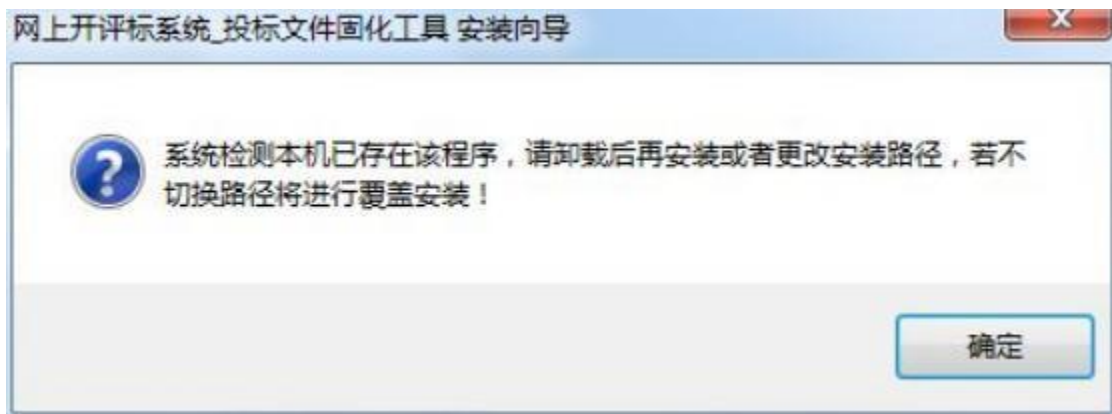 网上开评标系统_投标文件固化工具 安装向导
系统检测本机已存在该程序，请卸载后再安装或者更改安装路径，若不
切换路径将进行覆盖安装！
确定